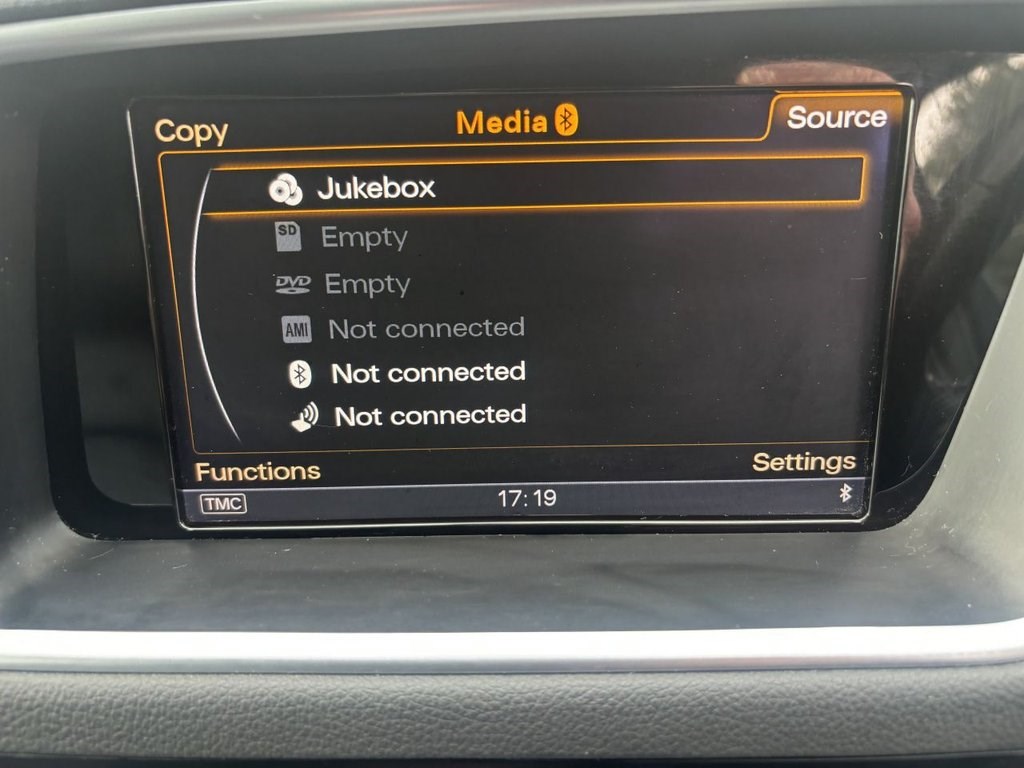 Copy Media Source
Jukebox
SD Empty
DVD Empty
AMI Not connected
Not connected
Not connected
Functions Settings
TMC 17:19